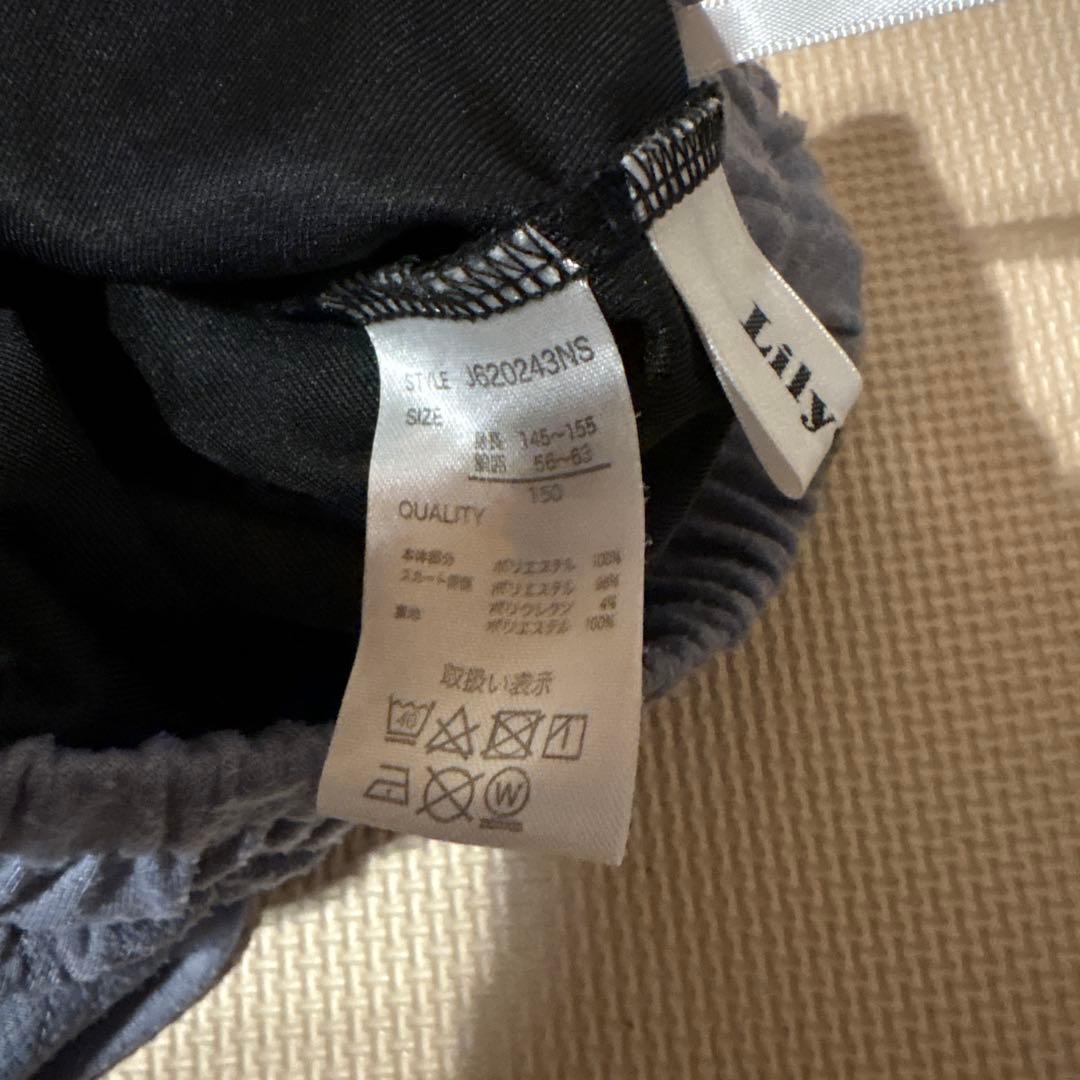 STYLE J620243NS
SIZE
身長 145~155
胴囲 56~63
150
QUALITY
本体部分 ポリエステル 100%
スカート ポリエステル 96%
ポリウレタン 4%
裏地 ポリエステル 100%
取扱い表示
40
W
Lily